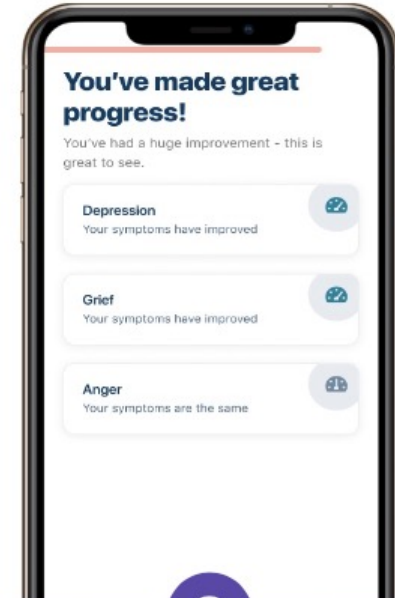 You've made great
progress!
You've had a huge improvement - this is
great to see.
Depression
Your symptoms have improved
Grief
Your symptoms have improved
Anger
Your symptoms are the same